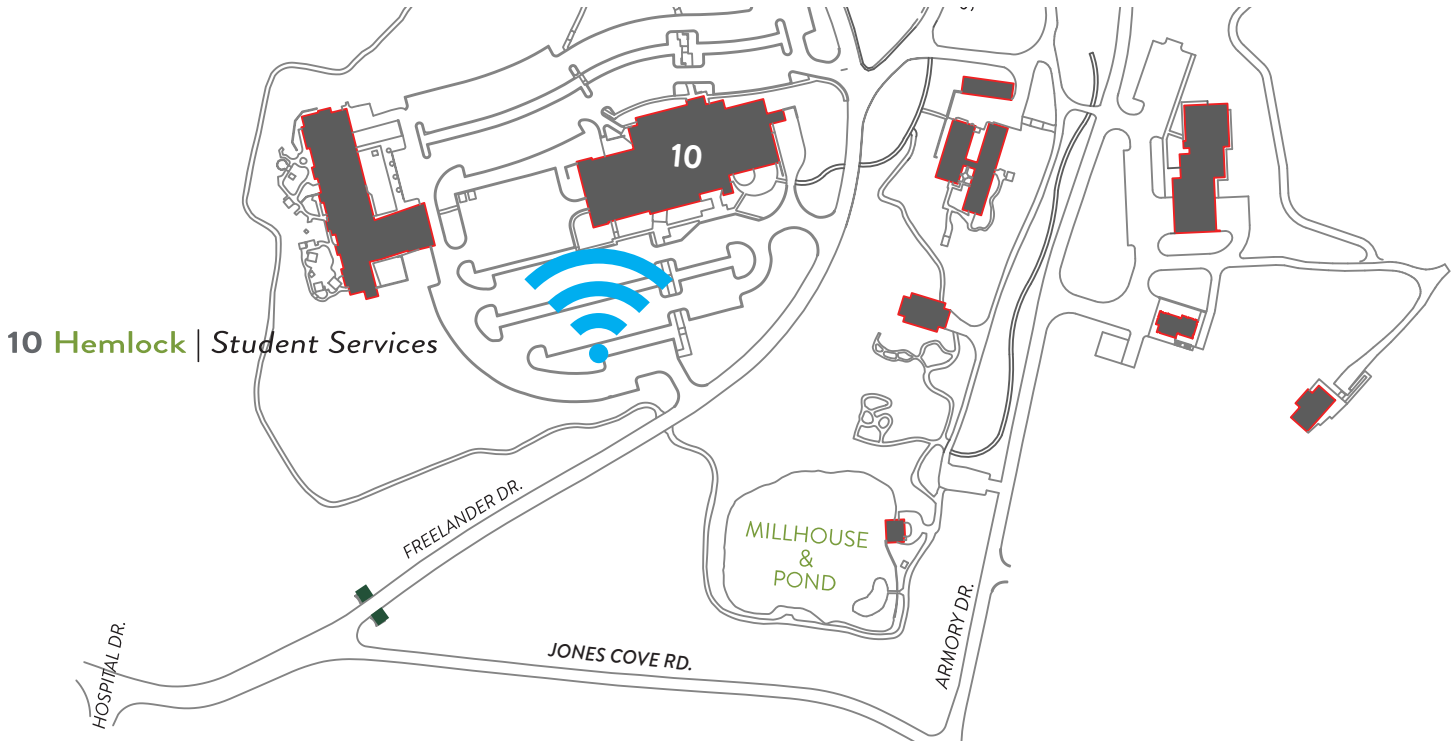 10
10 Hemlock | Student Services
FREELANDER DR.
MILLHOUSE
&
POND
HOSPITAL DR.
JONES COVE RD.
ARMORY DR.